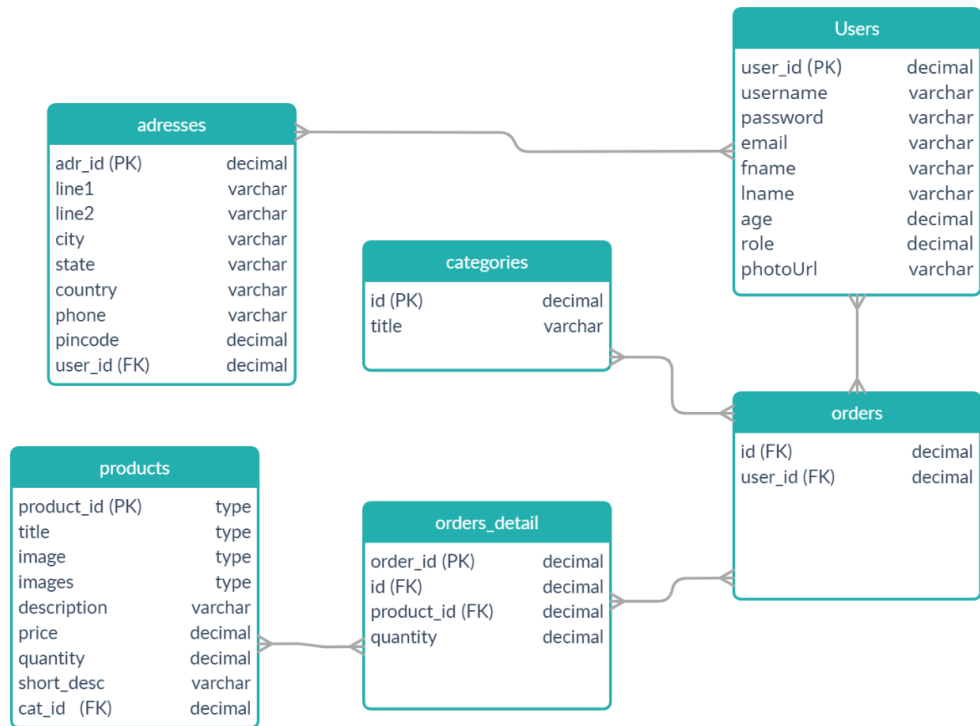 Users
user_id (PK) decimal
username varchar
password varchar
email varchar
fname varchar
lname varchar
age decimal
role decimal
photoUrl varchar
adresses
adr_id (PK) decimal
line1 varchar
line2 varchar
city varchar
state varchar
country varchar
phone varchar
pincode decimal
user_id (FK) decimal
categories
id (PK) decimal
title varchar
orders
id (FK) decimal
user_id (FK) decimal
products
product_id (PK) type
title type
image type
images type
description varchar
price decimal
quantity decimal
short_desc varchar
cat_id (FK) decimal
orders_detail
order_id (PK) decimal
id (FK) decimal
product_id (FK) decimal
quantity decimal